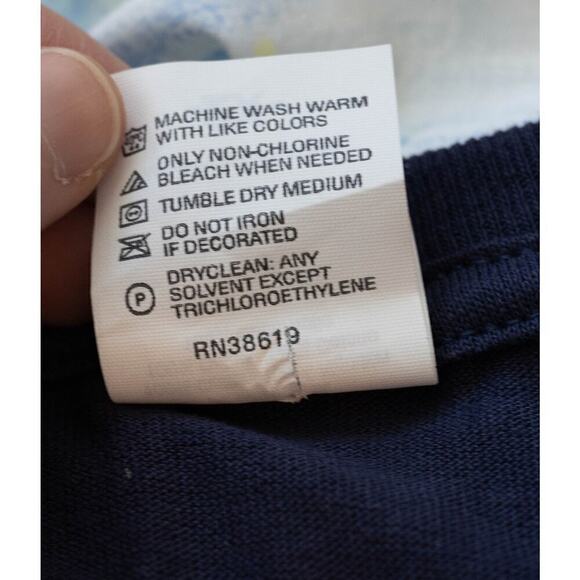 MACHINE WASH WARM
WITH LIKE COLORS
ONLY NON-CHLORINE
BLEACH WHEN NEEDED
TUMBLE DRY MEDIUM
DO NOT IRON
IF DECORATED
DRYCLEAN: ANY
P SOLVENT EXCEPT
TRICHLOROETHYLENE
RN38619